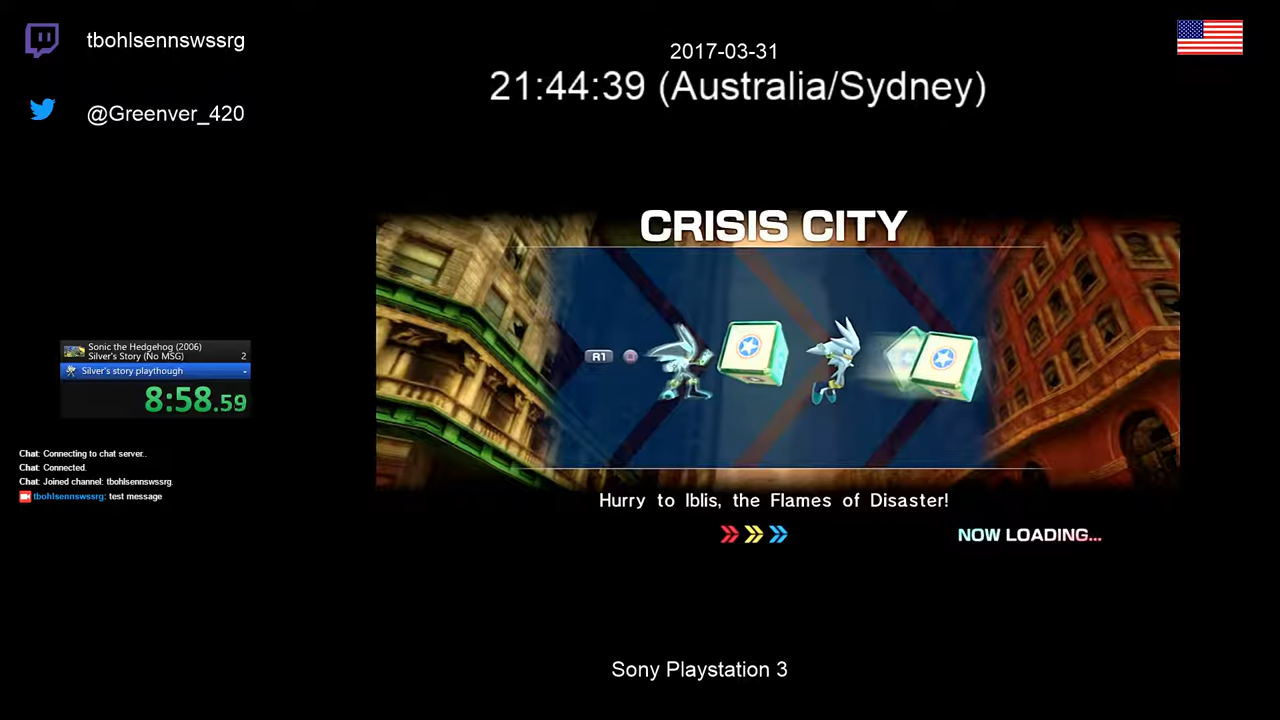 tbohlsennswssrg
@Greenver_420
2017-03-31
21:44:39 (Australia/Sydney)
CRISIS CITY
R1
Hurry to Iblis, the Flames of Disaster!
NOW LOADING...
Sonic the Hedgehog (2006)
Silver's Story (No MSG) 2
Silver's story playthough -
8:58.59
Chat: Connecting to chat server..
Chat: Connected.
Chat: Joined channel: tbohlsennswssrg.
tbohlsennswssrg: test message
Sony Playstation 3